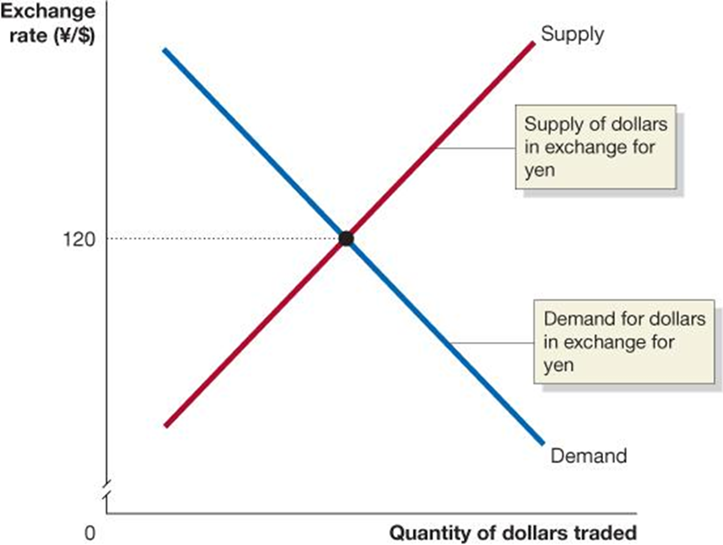 Exchange
rate (¥/$)
Supply
Supply of dollars
in exchange for
yen
120
Demand for dollars
in exchange for
yen
Demand
0
Quantity of dollars traded